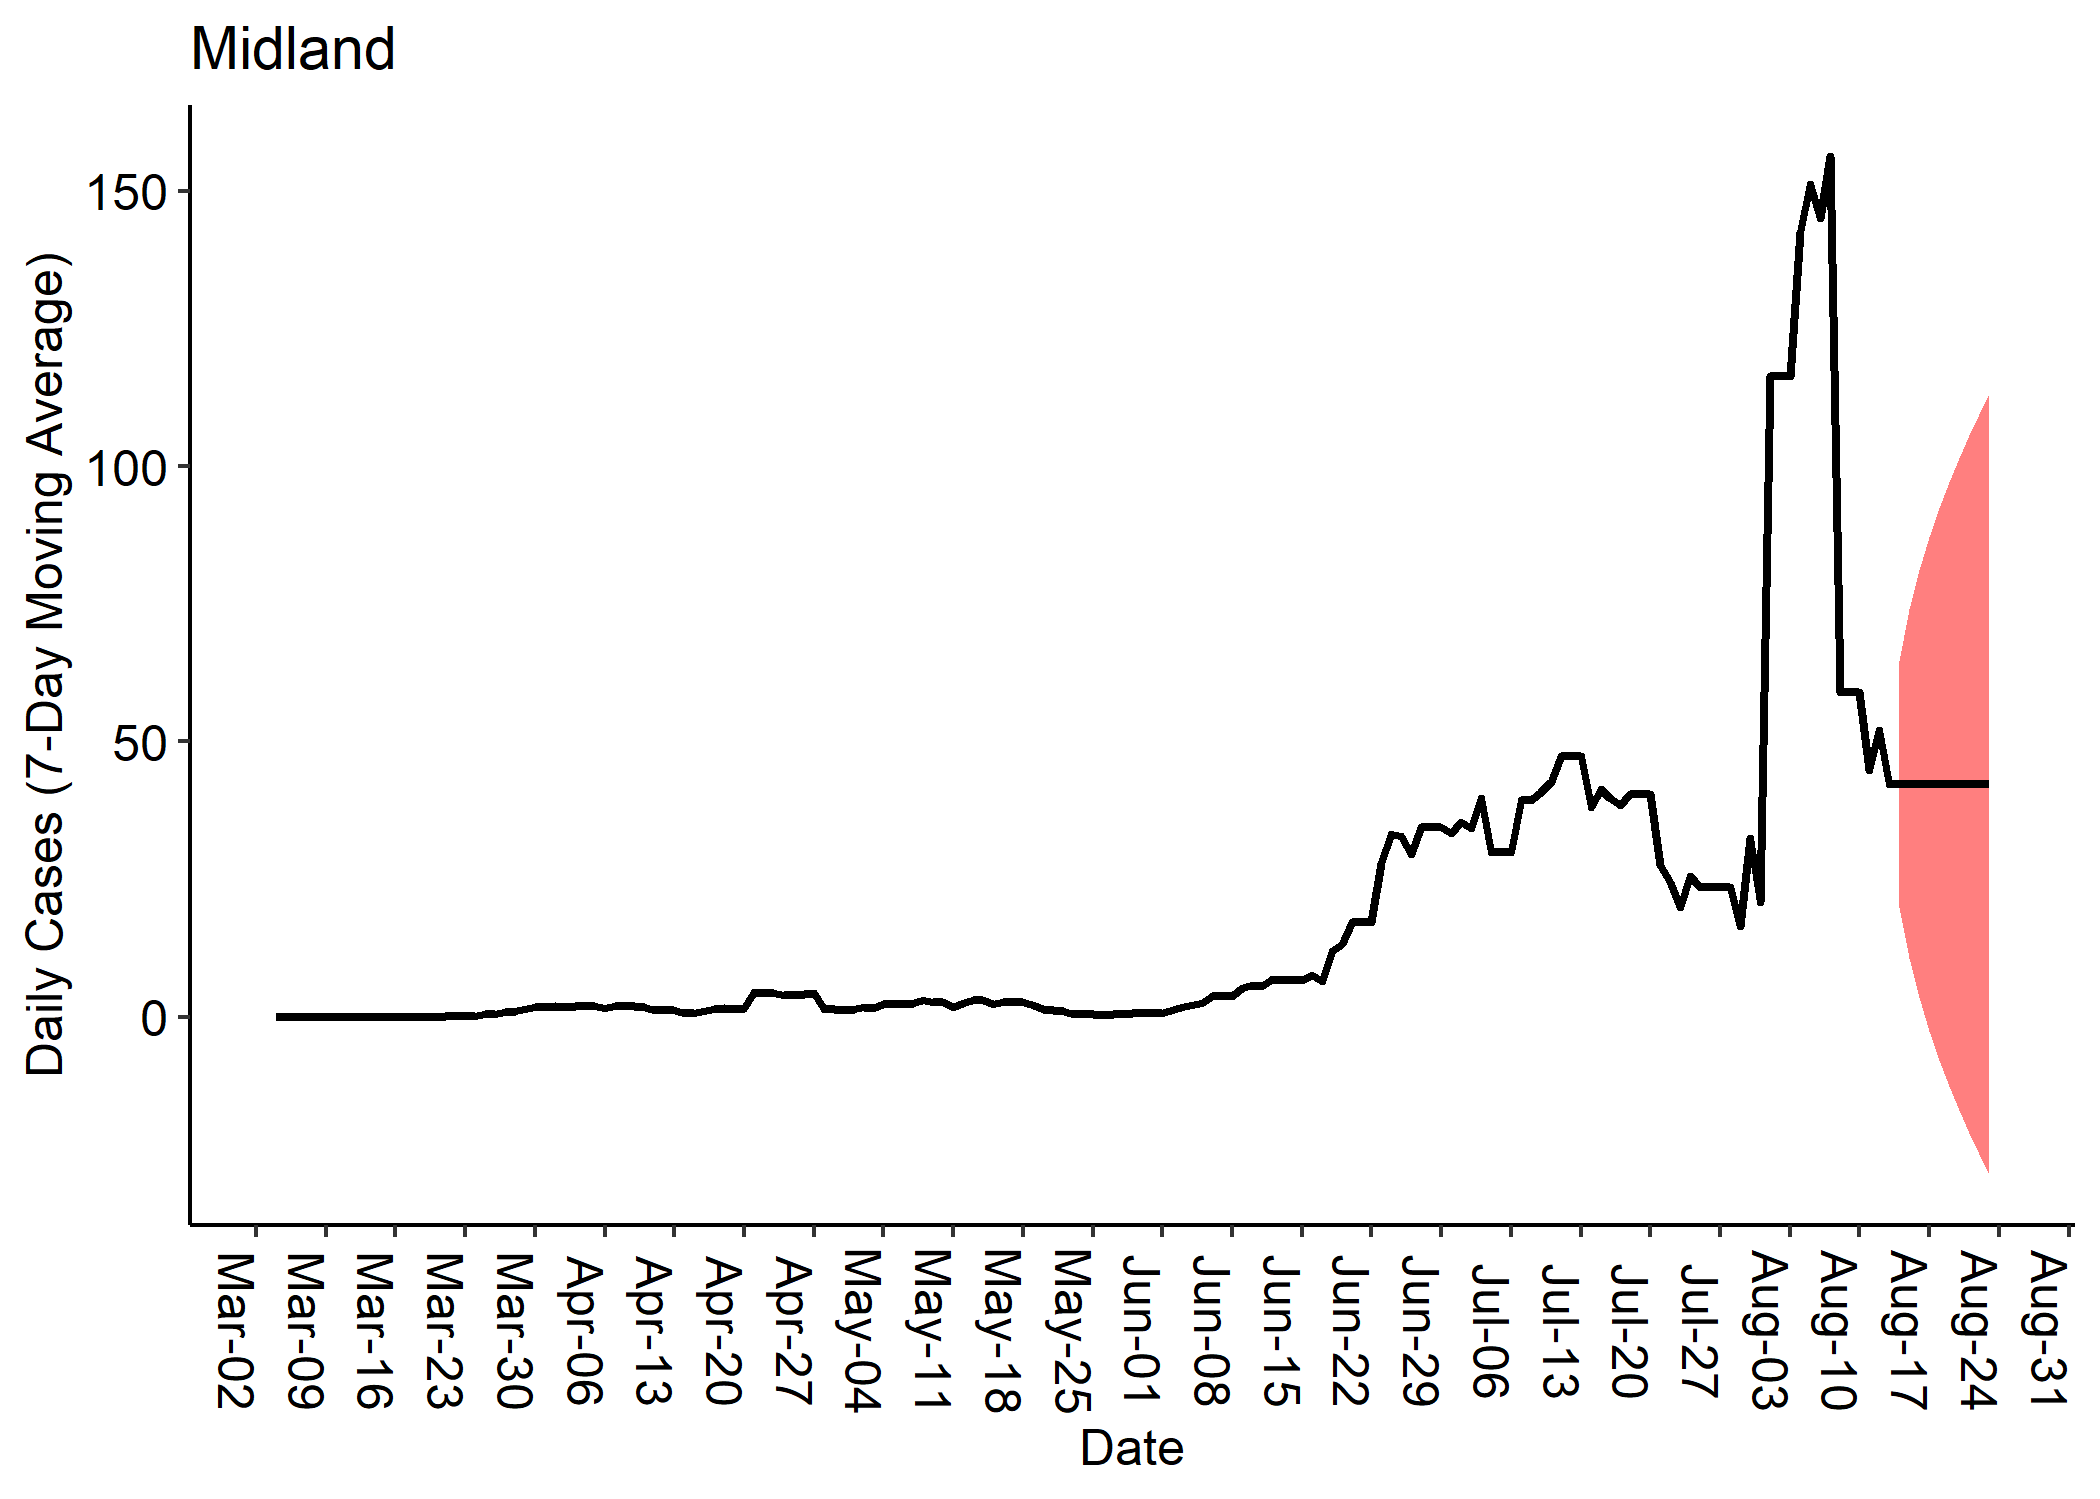 Midland
Daily Cases (7-Day Moving Average)
150
100
50
0
Mar-02
Mar-09
Mar-16
Mar-23
Mar-30
Apr-06
Apr-13
Apr-20
Apr-27
May-04
May-11
May-18
May-25
Jun-01
Jun-08
Jun-15
Jun-22
Jun-29
Jul-06
Jul-13
Jul-20
Jul-27
Aug-03
Aug-10
Aug-17
Aug-24
Aug-31
Date